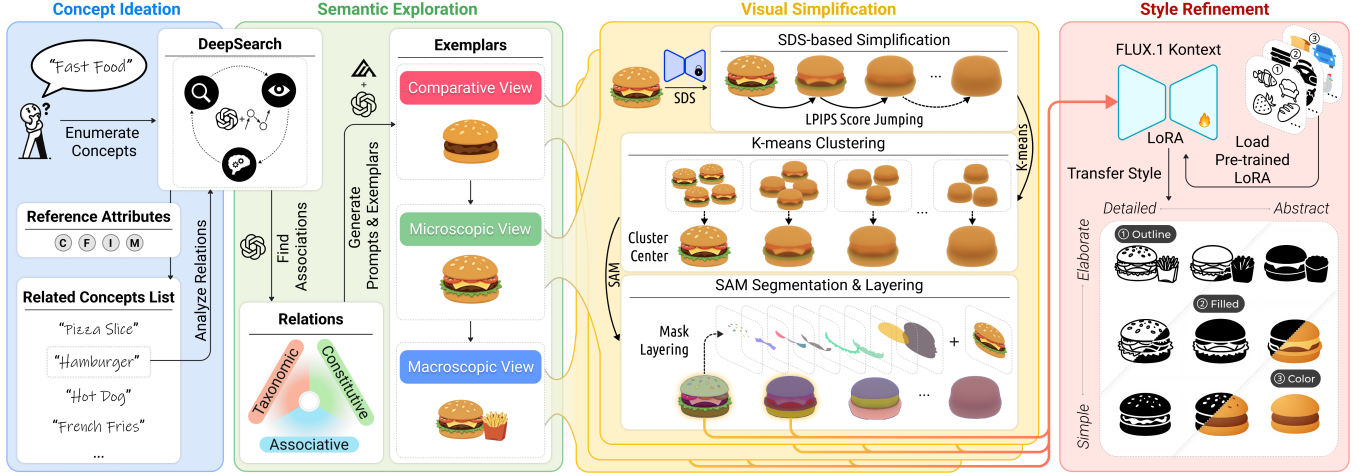 Concept Ideation
"Fast Food"
Enumerate
Concepts
DeepSearch
Reference Attributes
C F I M
Related Concepts List
"Pizza Slice"
"Hamburger"
"Hot Dog"
"French Fries"
...
Analyze Relations
Semantic Exploration
Find
Associations
Generate
Prompts & Exemplars
+
Relations
Taxonomic
Constitutive
Associative
Exemplars
Comparative View
Microscopic View
Macroscopic View
Visual Simplification
SDS
SDS-based Simplification
...
LPIPS Score Jumping
K-means
K-means Clustering
...
Cluster
Center
SAM
SAM Segmentation & Layering
Mask
Layering
+
...
Style Refinement
FLUX.1 Kontext
LoRA
① ② ③
...
Load
Pre-trained
LoRA
Transfer Style
Detailed Abstract
Elaborate
Simple
① Outline
② Filled
③ Color